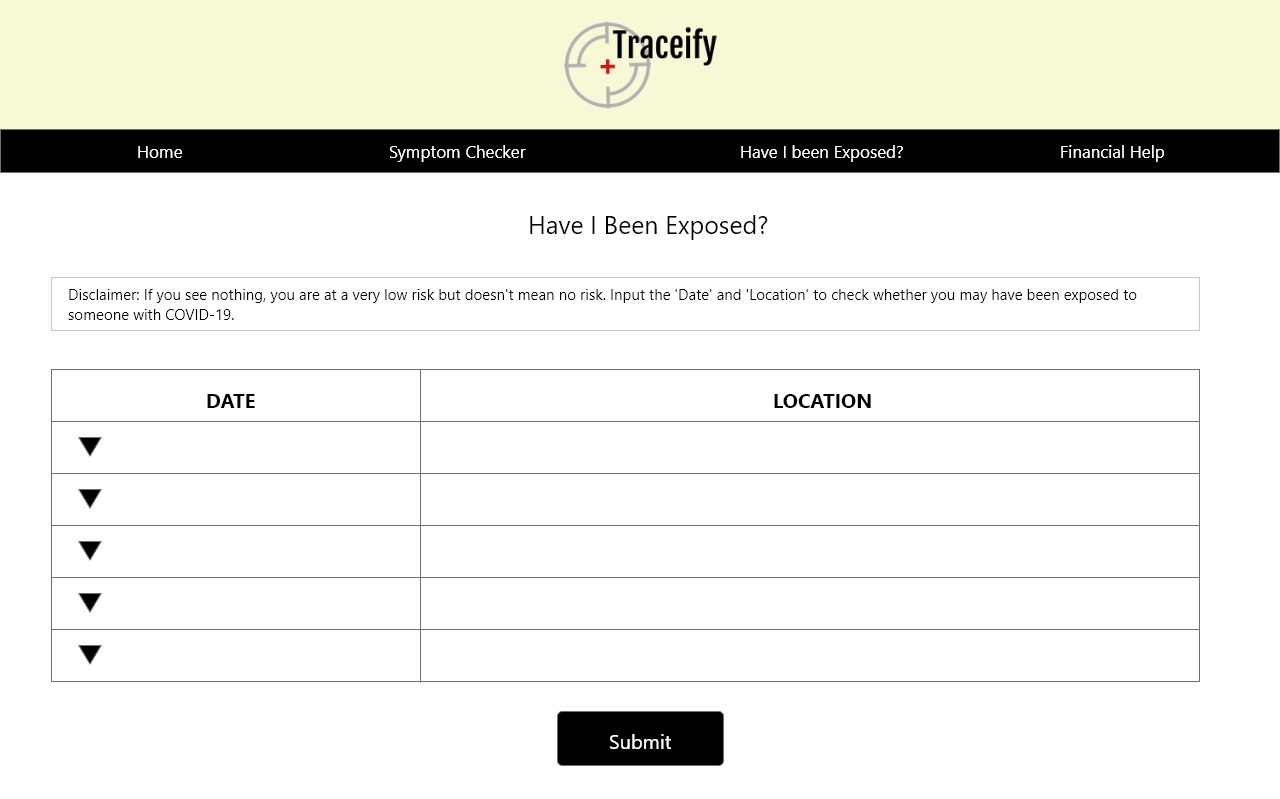 Traceify
Home Symptom Checker Have I been Exposed? Financial Help
Have I Been Exposed?
Disclaimer: If you see nothing, you are at a very low risk but doesn't mean no risk. Input the 'Date' and 'Location' to check whether you may have been exposed to
someone with COVID-19.
DATE LOCATION
Submit